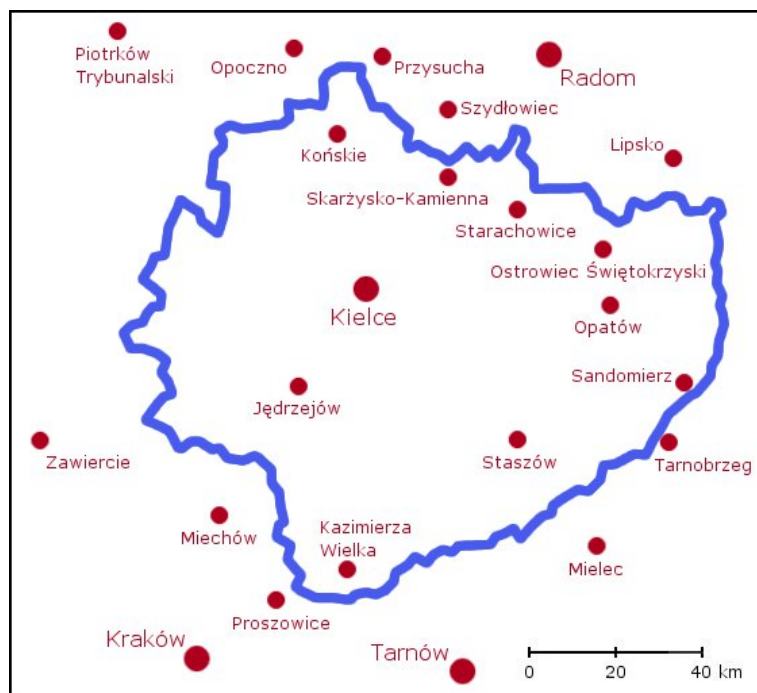 Piotrków
Trybunalski
Opoczno
Przysucha
Radom
Szydłowiec
Końskie
Lipsko
Skarżysko-Kamienna
Starachowice
Ostrowiec Świętokrzyski
Kielce
Opatów
Sandomierz
Jędrzejów
Zawiercie
Staszów
Tarnobrzeg
Miechów
Kazimierza
Wielka
Mielec
Proszowice
Kraków
Tarnów
0 20 40 km